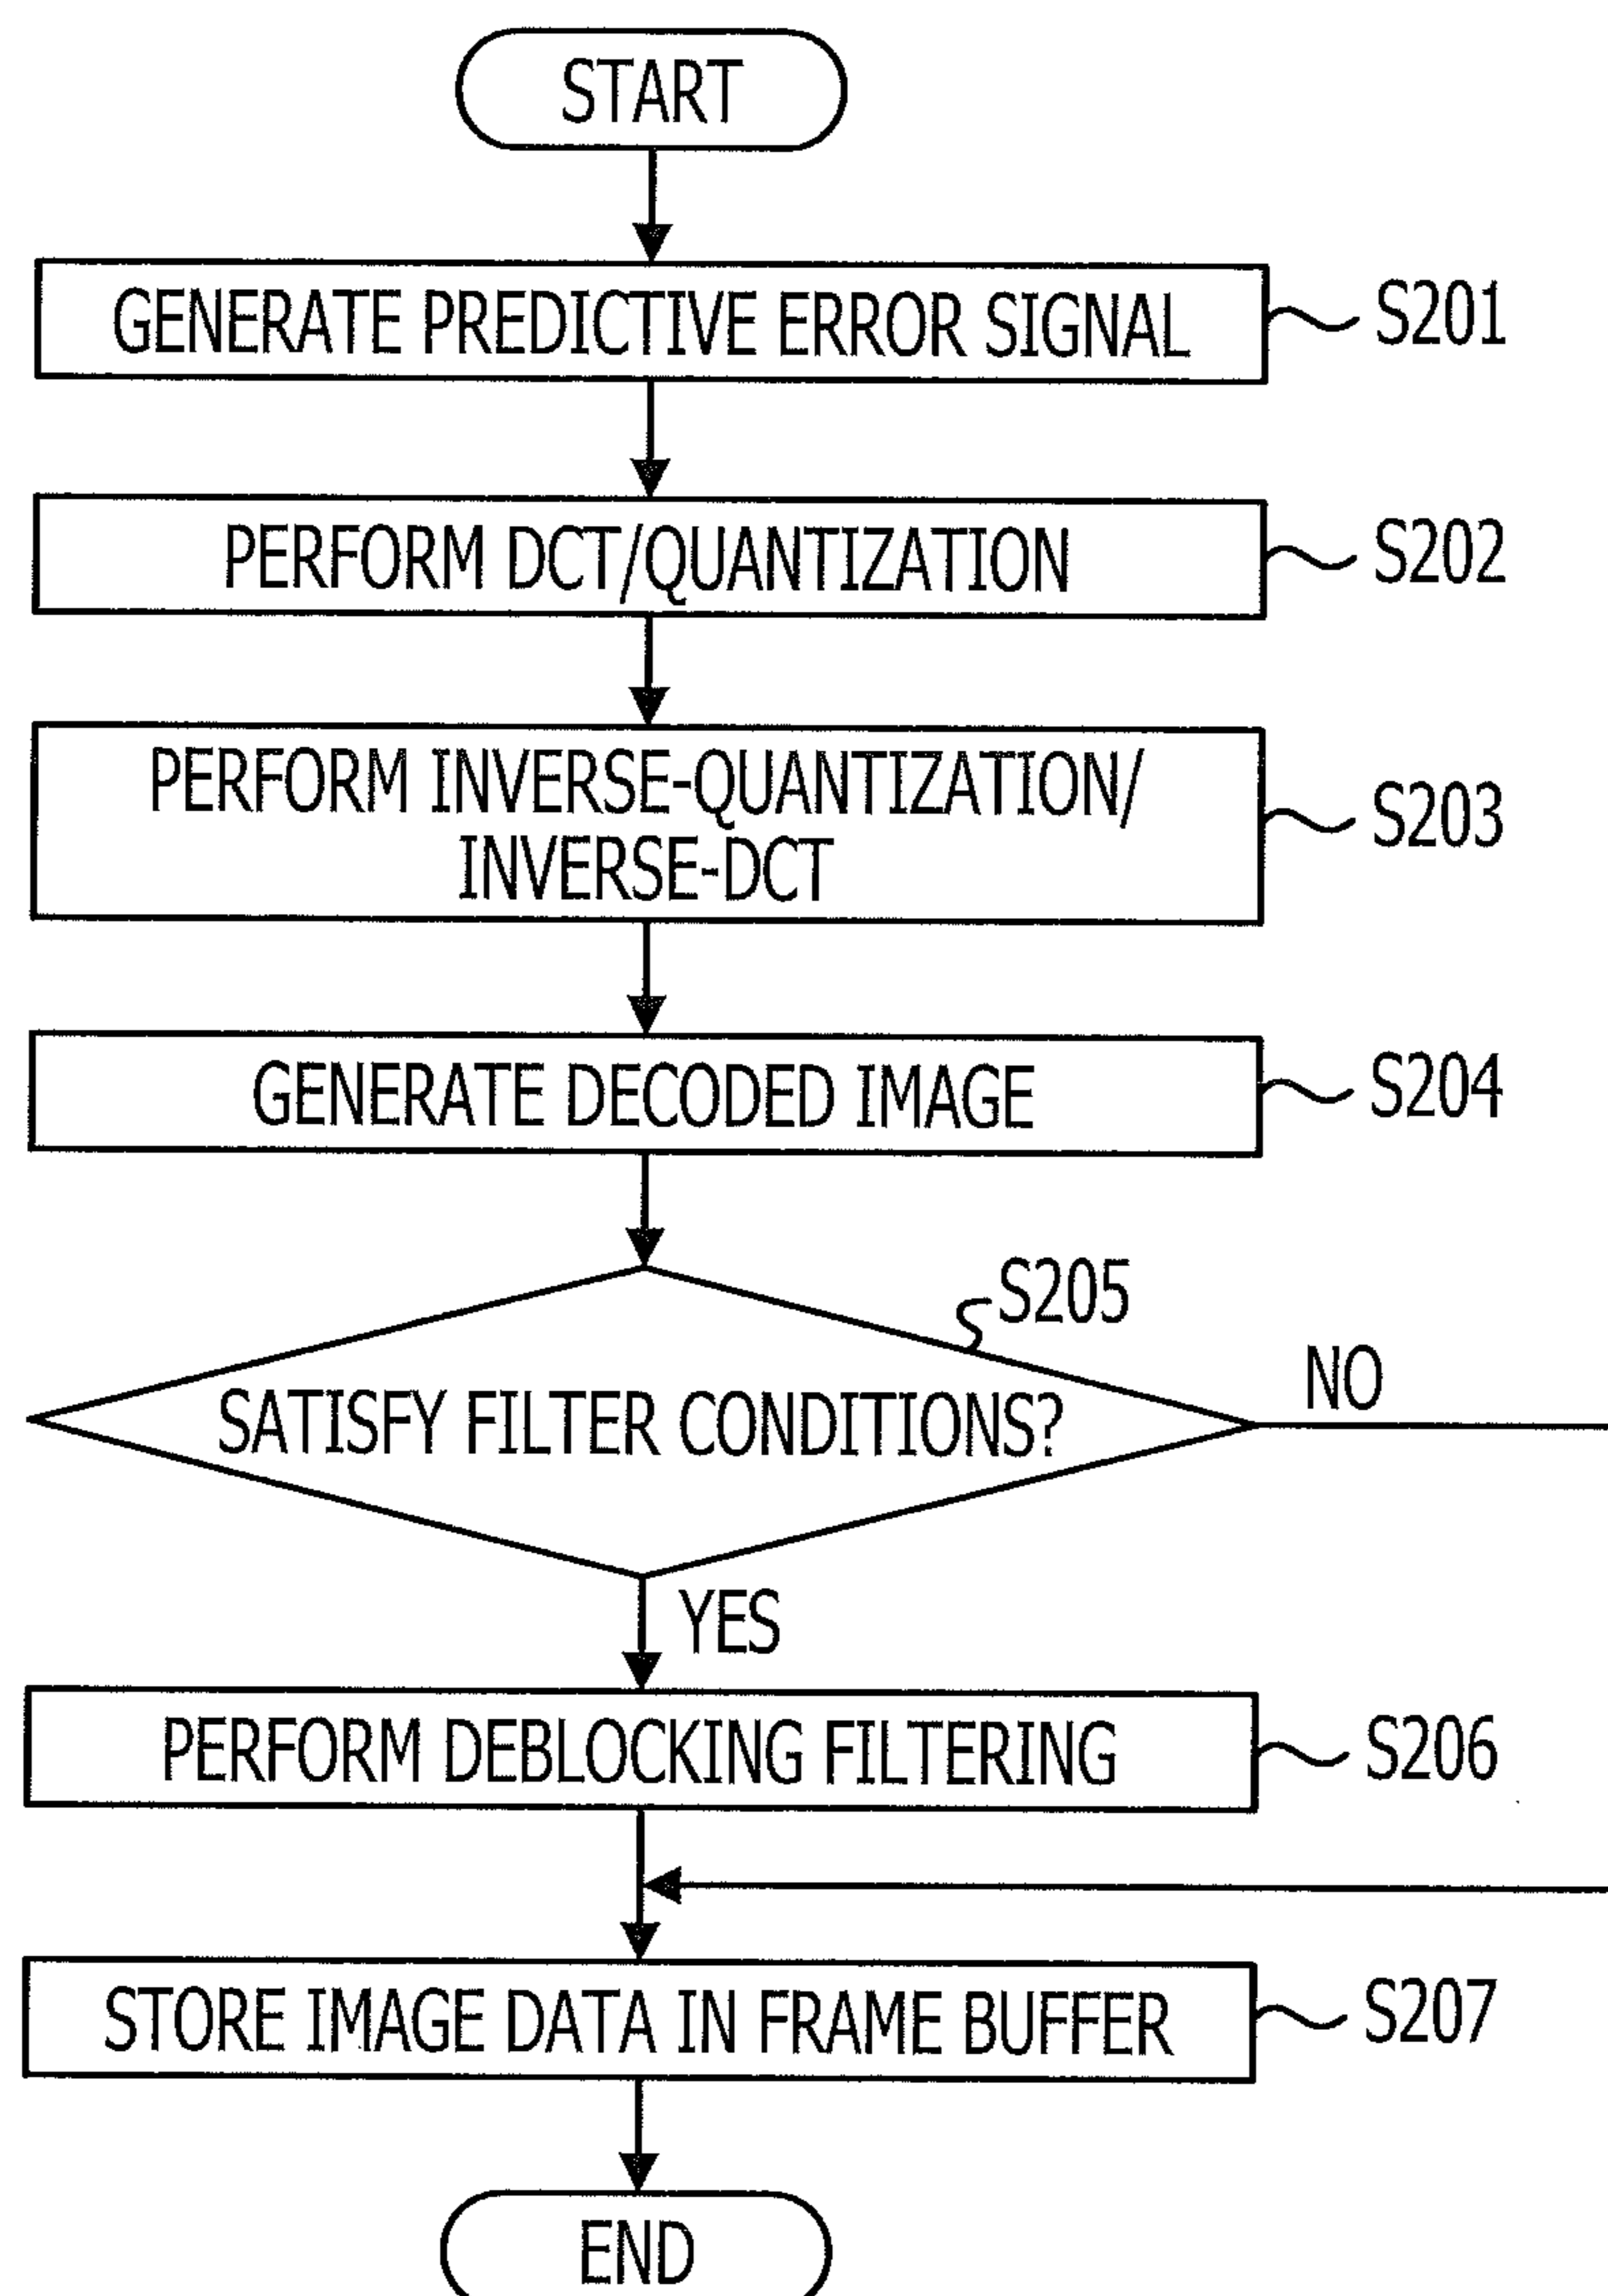 START
GENERATE PREDICTIVE ERROR SIGNAL
S201
PERFORM DCT/QUANTIZATION
S202
PERFORM INVERSE-QUANTIZATION/
INVERSE-DCT
S203
GENERATE DECODED IMAGE
S204
S205
SATISFY FILTER CONDITIONS?
NO
YES
PERFORM DEBLOCKING FILTERING
S206
STORE IMAGE DATA IN FRAME BUFFER
S207
END